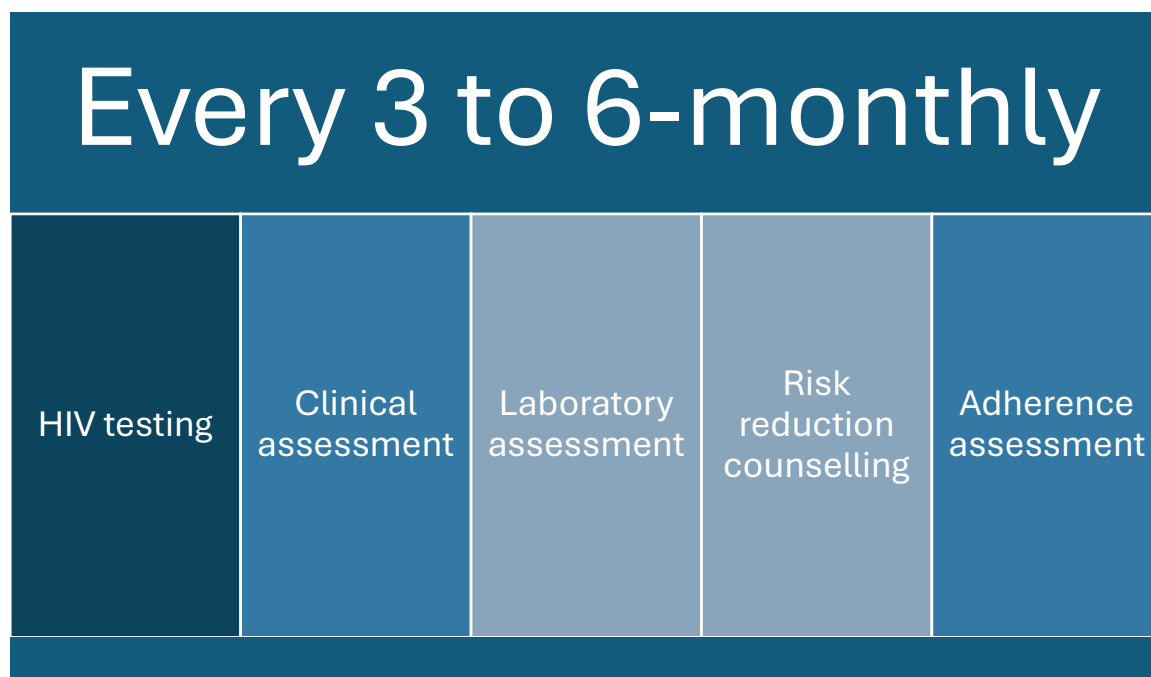 Every 3 to 6-monthly
HIV testing
Clinical
assessment
Laboratory
assessment
Risk
reduction
counselling
Adherence
assessment